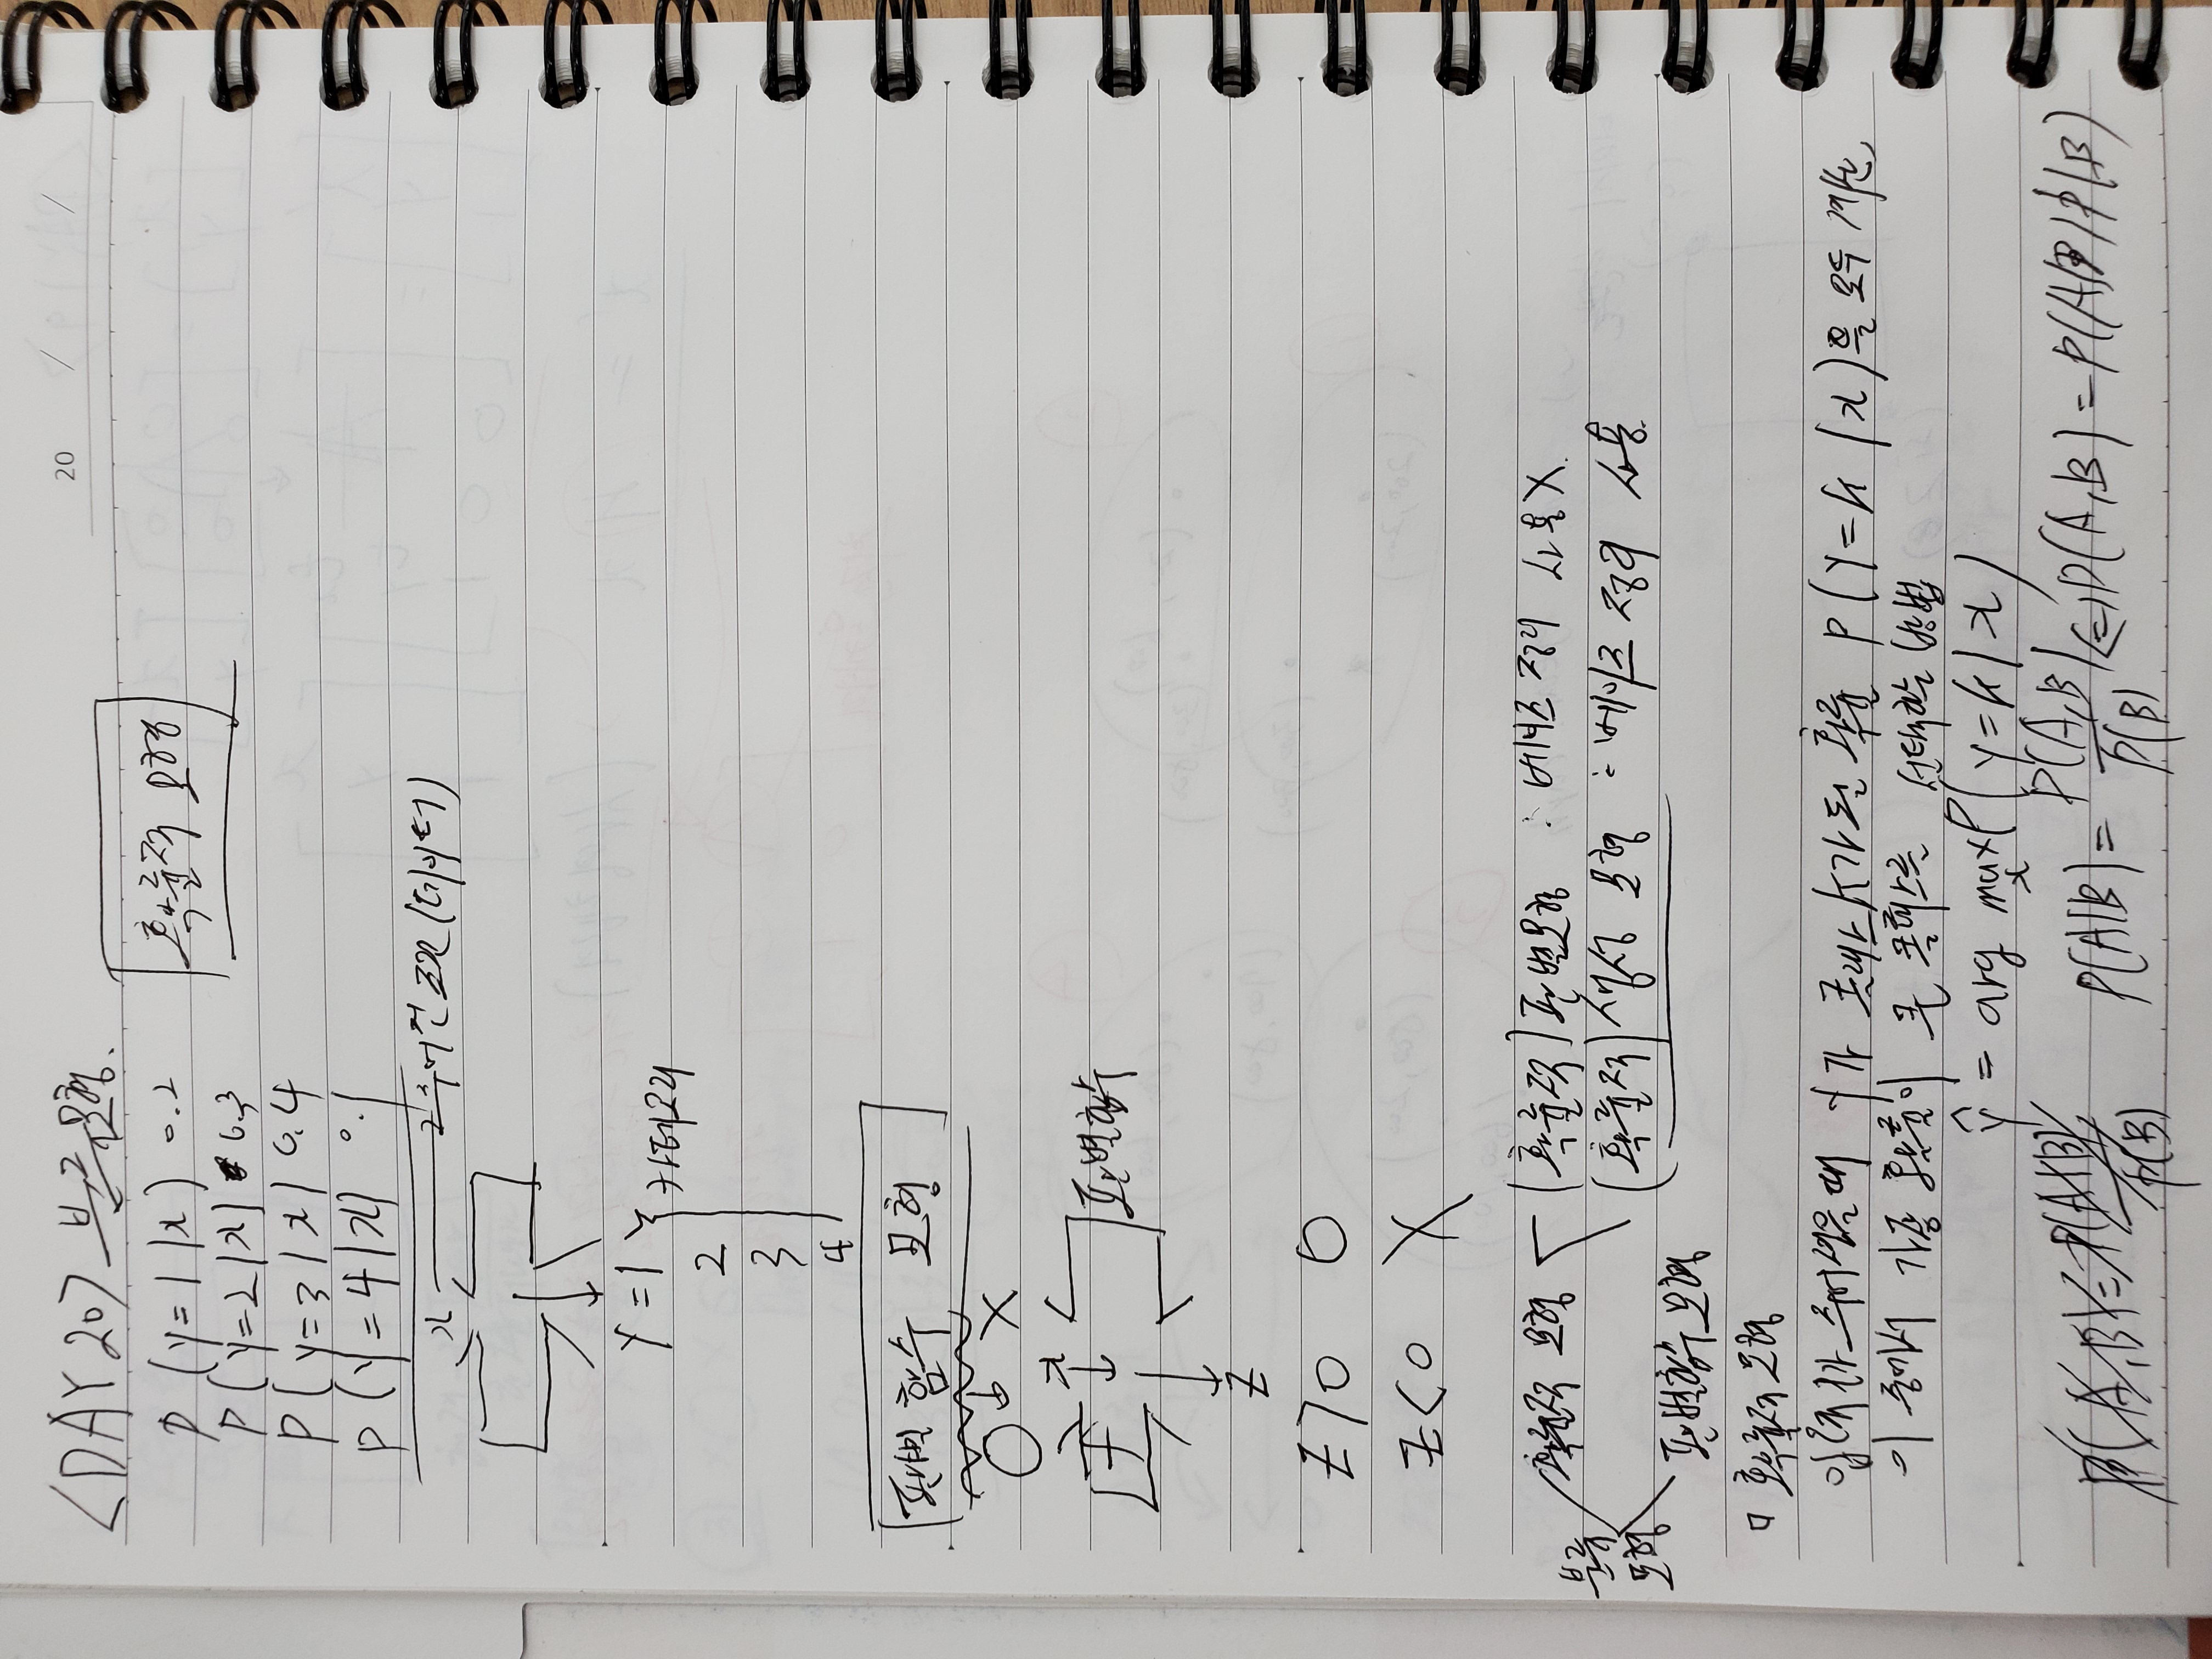 <DAY 20> 분류모형.
20 / /
확률적 모형
P(y=1|x) 0.2
P(y=2|x) 0.3
P(y=3|x) 0.4
P(y=4|x) 0.1
x 주어진 조건(데이터)
Y=1
카테고리
2
3
4
판별 함수 모형
O X
x
판별함수
f
z
z>0 O
z<0 X
확률적 모형 (확률적) 판별모형 : 베이즈 정리 사용X.
분류
모형
(확률적) 생성 모형 : 베이즈 정리 사용.
판별함수모형
□ 확률적 모형
입력 x가 주어졌을 때 y가 클래스 k가 될 확률 P(Y=k|x)을 모두 계산,
이 중에서 가장 확률이 큰 클래스를 선택하는 방법
ŷ = arg max P(y=k|x)
x
P(A,B)=P(A|B)/P(B) P(A|B)=P(A,B)/P(B) <=> P(A,B)=P(A|B)P(B)